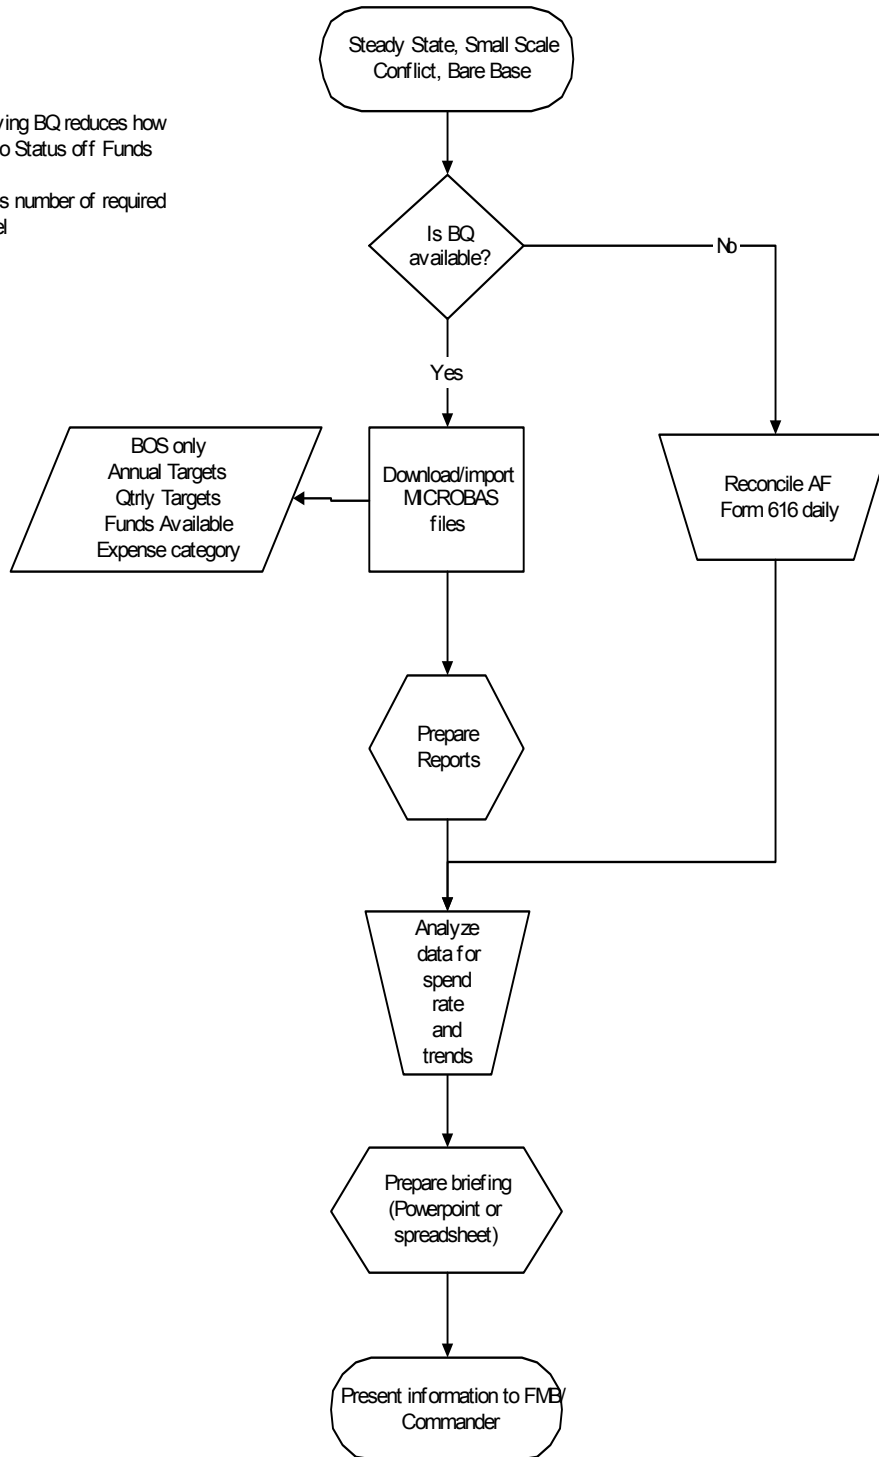 Steady State, Small Scale
Conflict, Bare Base
ving BQ reduces how
o Status off Funds
s number of required
el
Is BQ
available?
No
Yes
BOS only
Annual Targets
Qtrly Targets
Funds Available
Expense category
Download/import
MICROBAS
files
Reconcile AF
Form 616 daily
Prepare
Reports
Analyze
data for
spend
rate
and
trends
Prepare briefing
(Powerpoint or
spreadsheet)
Present information to FMB/
Commander